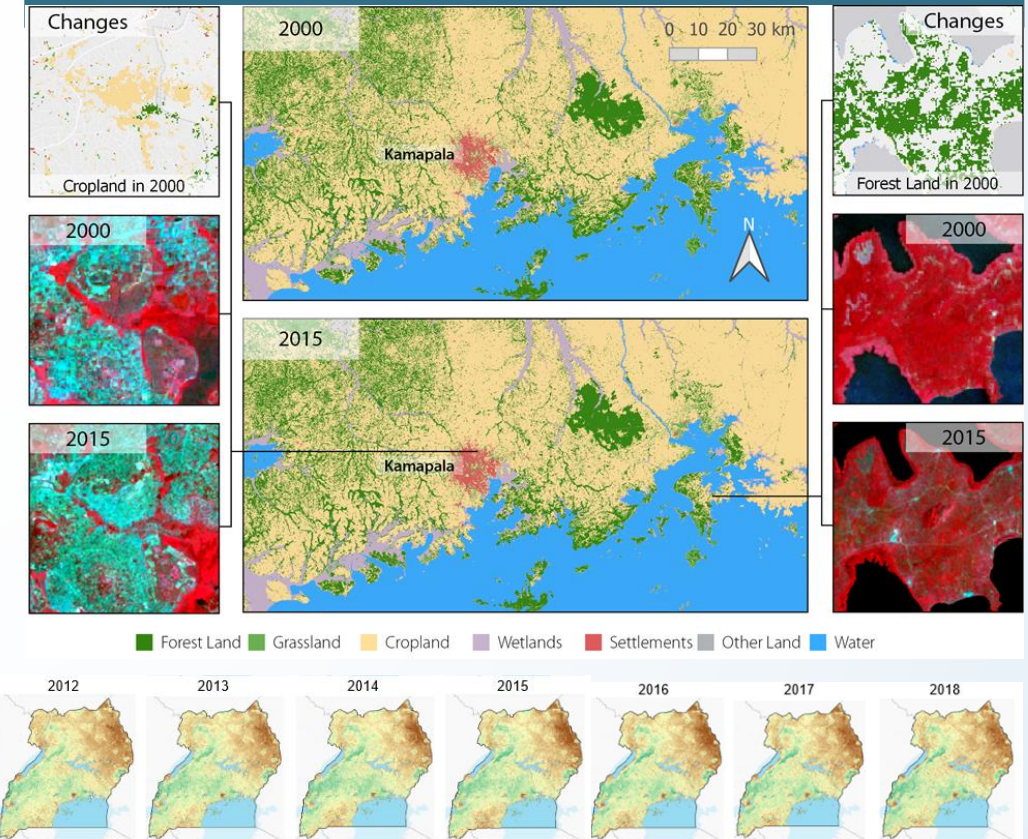 Changes
Cropland in 2000
2000
2015
2000
0 10 20 30 km
Kamapala
N
2015
Kamapala
Changes
Forest Land in 2000
2000
2015
Forest Land Grassland Cropland Wetlands Settlements Other Land Water
2012 2013 2014 2015 2016 2017 2018